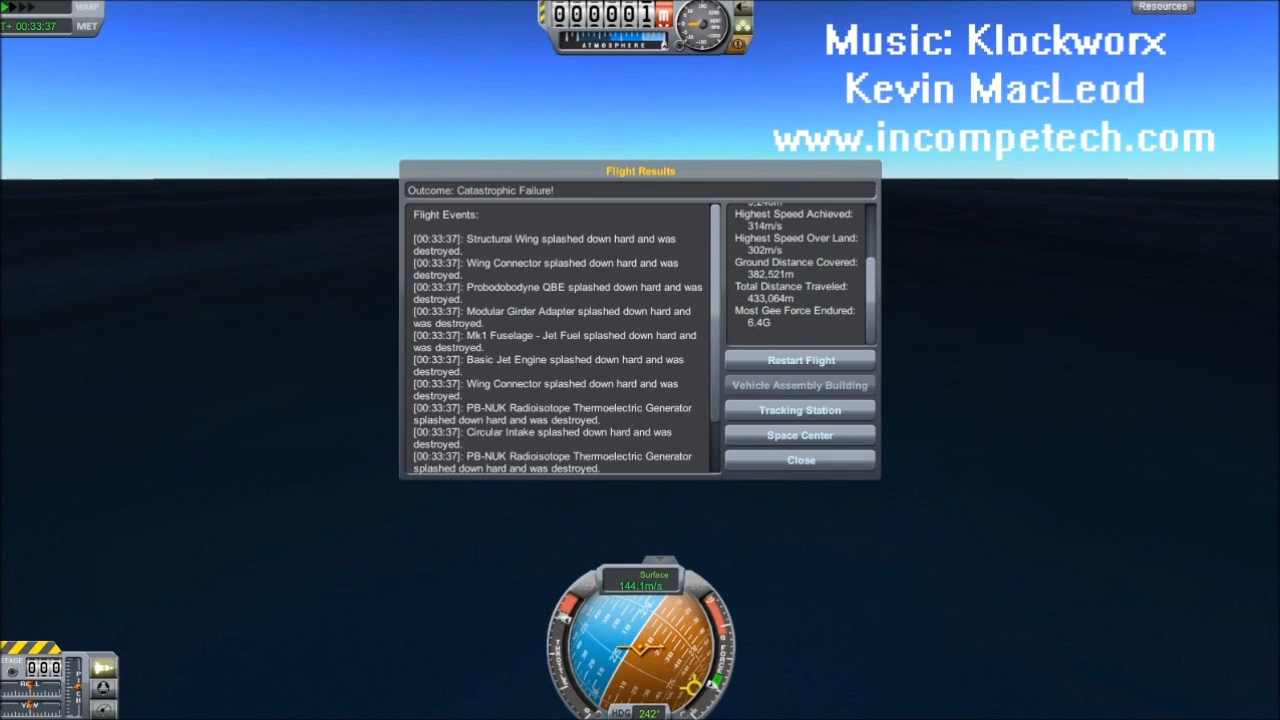 WARP
T+ 00:33:37
MET
000001m
ATMOSPHERE
Resources
Music: Klockworx
Kevin MacLeod
www.incompetech.com
Flight Results
Outcome: Catastrophic Failure!
Flight Events:
[00:33:37]: Structural Wing splashed down hard and was
destroyed.
[00:33:37]: Wing Connector splashed down hard and was
destroyed.
[00:33:37]: Probodobodyne QBE splashed down hard and was
destroyed.
[00:33:37]: Modular Girder Adapter splashed down hard and
was destroyed.
[00:33:37]: Mk1 Fuselage - Jet Fuel splashed down hard and
was destroyed.
[00:33:37]: Basic Jet Engine splashed down hard and was
destroyed.
[00:33:37]: Wing Connector splashed down hard and was
destroyed.
[00:33:37]: PB-NUK Radioisotope Thermoelectric Generator
splashed down hard and was destroyed.
[00:33:37]: Circular Intake splashed down hard and was
destroyed.
[00:33:37]: PB-NUK Radioisotope Thermoelectric Generator
splashed down hard and was destroyed.
Highest Speed Achieved:
314m/s
Highest Speed Over Land:
302m/s
Ground Distance Covered:
382,521m
Total Distance Traveled:
433,064m
Most Gee Force Endured:
6.4G
Restart Flight
Vehicle Assembly Building
Tracking Station
Space Center
Close
Surface
144.1m/s
HDG 242°
STAGE
000
ROLL
YAW
PITCH